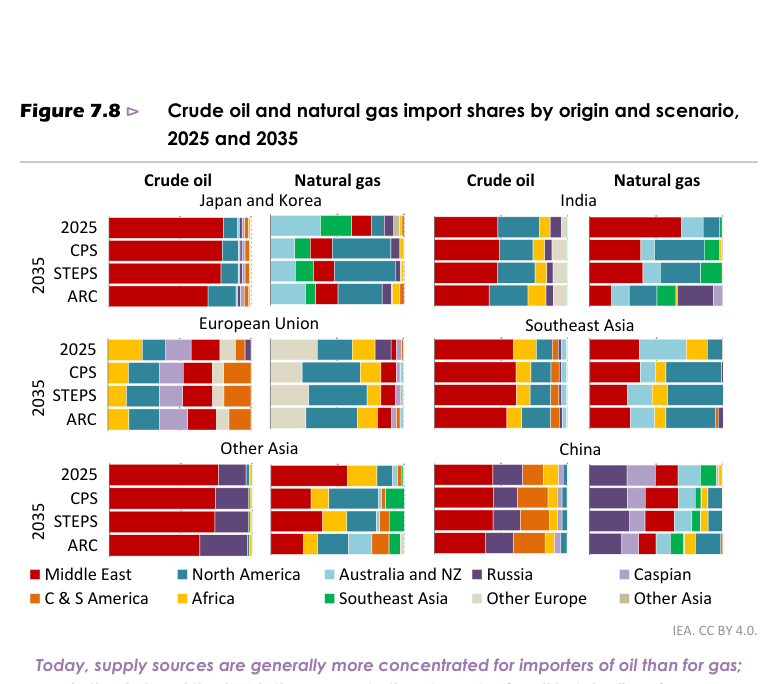 Figure 7.8 ▷ Crude oil and natural gas import shares by origin and scenario,
2025 and 2035
Crude oil Natural gas Crude oil Natural gas
Japan and Korea India
2025
CPS
STEPS
ARC
2035
European Union Southeast Asia
2025
CPS
STEPS
ARC
2035
Other Asia China
2025
CPS
STEPS
ARC
2035
Middle East North America Australia and NZ Russia Caspian
C & S America Africa Southeast Asia Other Europe Other Asia
IEA. CC BY 4.0.
Today, supply sources are generally more concentrated for importers of oil than for gas;